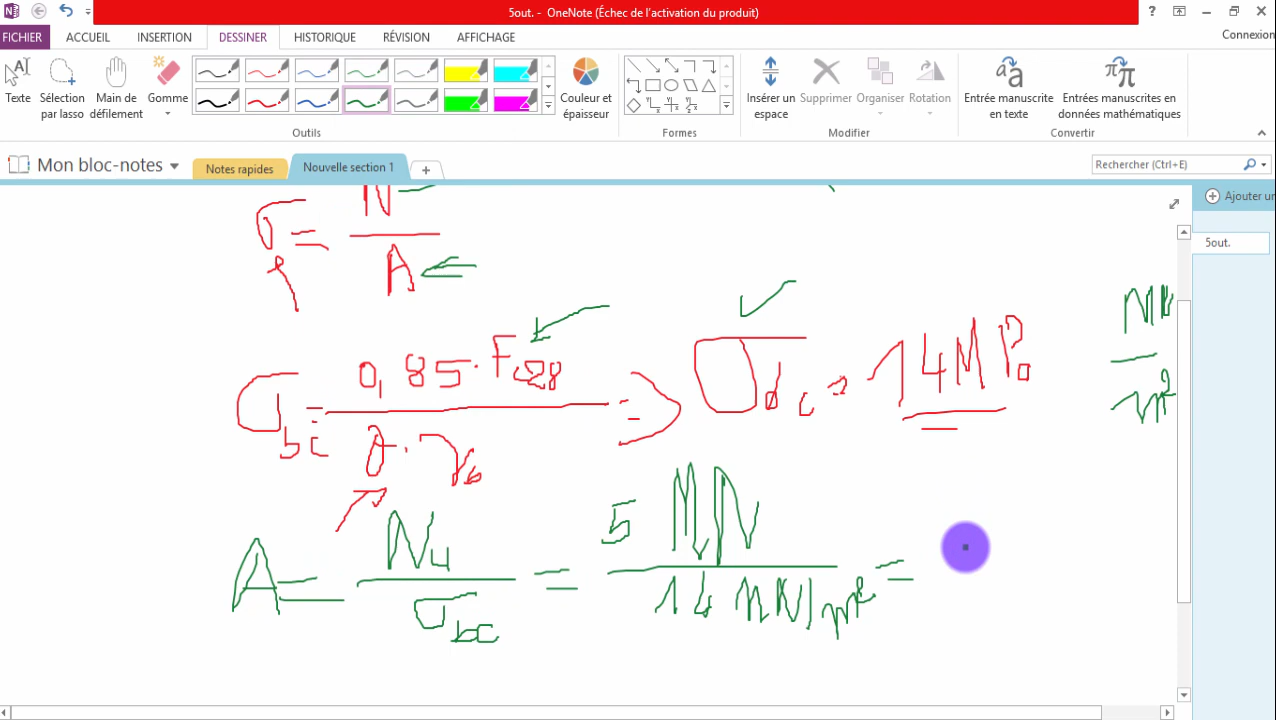 5out. - OneNote (Échec de l'activation du produit)
FICHIER ACCUEIL INSERTION DESSINER HISTORIQUE RÉVISION AFFICHAGE Connexion
Texte Sélection par lasso Main de défilement Gomme Couleur et épaisseur Insérer un espace Supprimer Organiser Rotation Entrée manuscrite en texte Entrées manuscrites en données mathématiques
Outils Formes Modifier Convertir
Mon bloc-notes Notes rapides Nouvelle section 1 + Rechercher (Ctrl+E)
Ajouter un
5out.
σ = N / A
σbc = 0,85 · Fc28 / θ · γb => σbc = 14 MPa
A = Nu / σbc = 5 MN / 14 MN/m² =